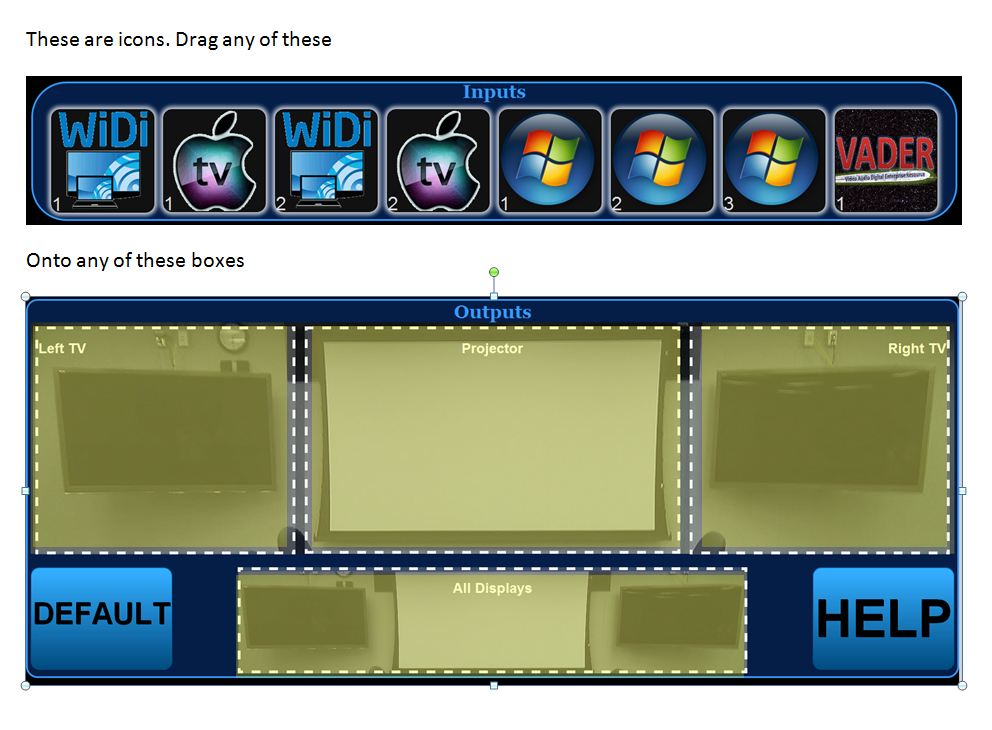 These are icons. Drag any of these
Inputs
WiDi tv WiDi tv VADER
Video Audio Digital Enterprise Resource
1 1 2 2 1 2 3 1
Onto any of these boxes
Outputs
Left TV Projector Right TV
All Displays
DEFAULT HELP